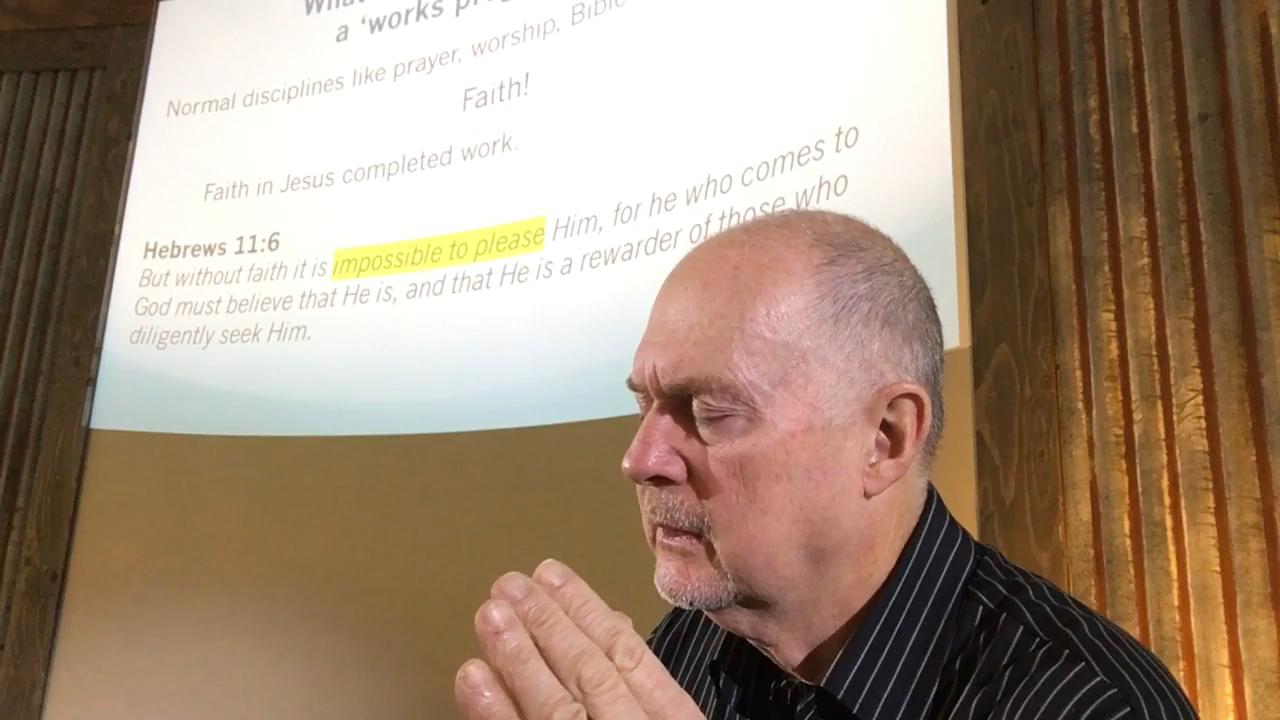 What
a ‘works
Normal disciplines like prayer, worship, Bible
Faith!
Faith in Jesus completed work.
Hebrews 11:6
But without faith it is impossible to please Him, for he who comes to
God must believe that He is, and that He is a rewarder of those who
diligently seek Him.